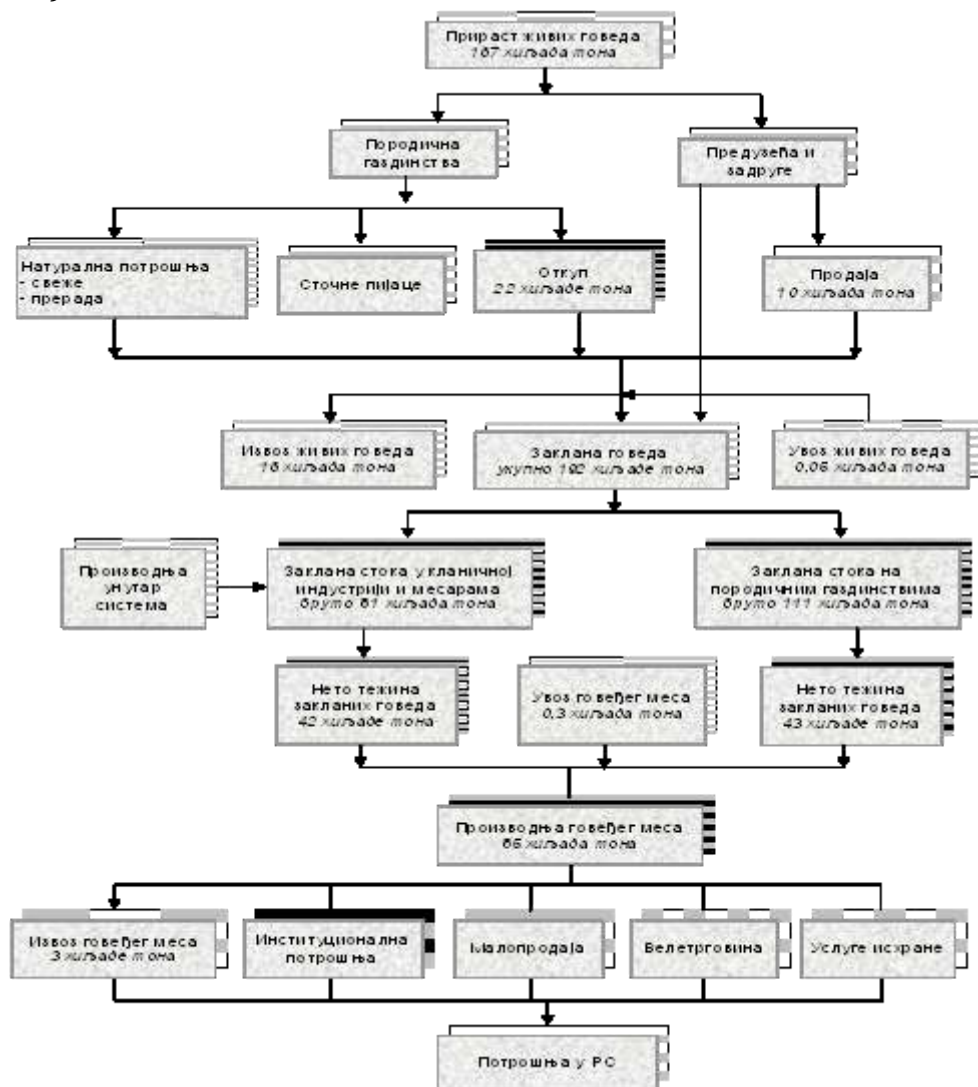 Прираст живих говеда
167 хиљада тона
Породична
газдинства
Предузећа и
задруге
Натурална потрошња
- свеже
- прерада
Сточне пијаце
Откуп
22 хиљаде тона
Продаја
10 хиљада тона
Извоз живих говеда
16 хиљада тона
Заклана говеда
укупно 192 хиљаде тона
Увоз живих говеда
0,06 хиљада тона
Производња
унутар
система
Заклана стока у кланичној
индустрији и месарама
бруто 81 хиљада тона
Заклана стока на
породичним газдинствима
бруто 111 хиљада тона
Нето тежина
закланих говеда
42 хиљаде тона
Увоз говеђег меса
0,3 хиљада тона
Нето тежина
закланих говеда
43 хиљаде тона
Производња говеђег меса
хиљада тона
Извоз говеђег меса
3 хиљаде тона
Институционална
потрошња
Малопродаја
Велетрговина
Услуге исхране
Потрошња у РС